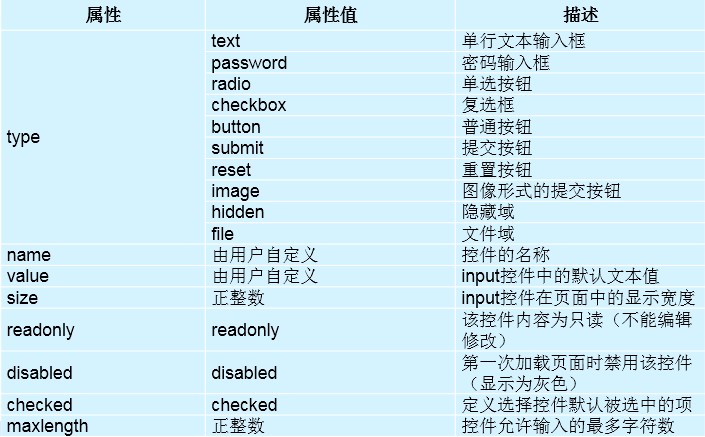 属性 属性值 描述
type
text 单行文本输入框
password 密码输入框
radio 单选按钮
checkbox 复选框
button 普通按钮
submit 提交按钮
reset 重置按钮
image 图像形式的提交按钮
hidden 隐藏域
file 文件域
name 由用户自定义 控件的名称
value 由用户自定义 input控件中的默认文本值
size 正整数 input控件在页面中的显示宽度
readonly readonly 该控件内容为只读（不能编辑
修改）
disabled disabled 第一次加载页面时禁用该控件
（显示为灰色）
checked checked 定义选择控件默认被选中的项
maxlength 正整数 控件允许输入的最多字符数